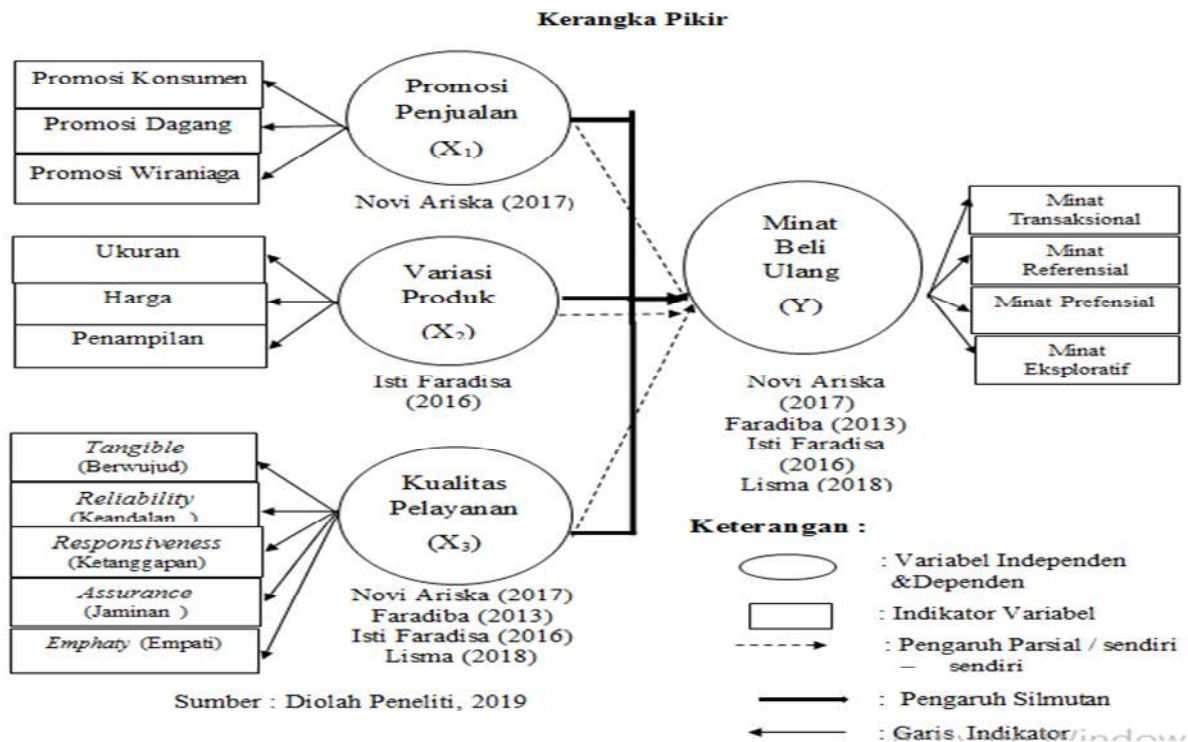 Kerangka Pikir
Promosi Konsumen
Promosi Dagang
Promosi Wiraniaga
Promosi
Penjualan
(X₁)
Novi Ariska (2017)
Ukuran
Harga
Penampilan
Variasi
Produk
(X₂)
Isti Faradisa
(2016)
Tangible
(Berwujud)
Reliability
(Keandalan )
Responsiveness
(Ketanggapan)
Assurance
(Jaminan )
Emphaty (Empati)
Kualitas
Pelayanan
(X₃)
Novi Ariska (2017)
Faradiba (2013)
Isti Faradisa (2016)
Lisma (2018)
Minat
Beli
Ulang
(Y)
Novi Ariska
(2017)
Faradiba (2013)
Isti Faradisa
(2016)
Lisma (2018)
Minat
Transaksional
Minat
Referensial
Minat Prefensial
Minat
Eksploratif
Keterangan :
: Variabel Independen
&Dependen
: Indikator Variabel
: Pengaruh Parsial / sendiri
– sendiri
: Pengaruh Silmutan
: Garis Indikator
Sumber : Diolah Peneliti, 2019